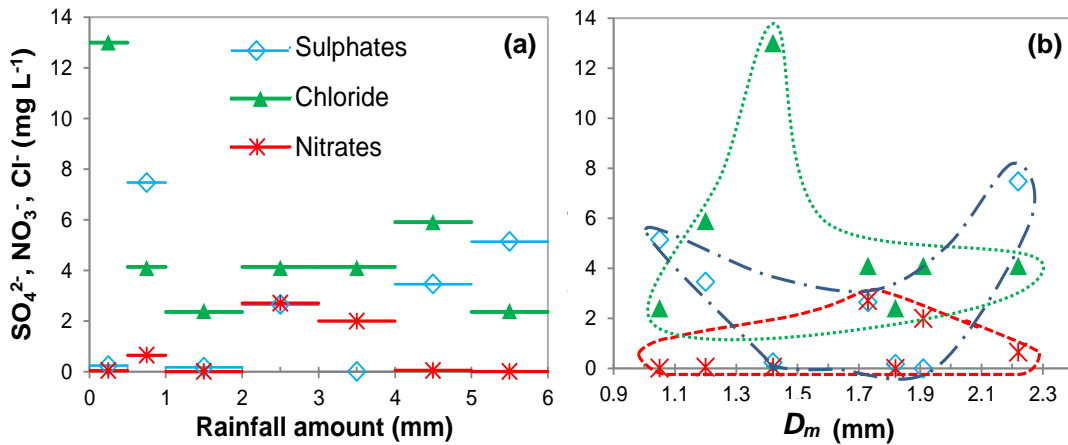 (a)
Sulphates
Chloride
Nitrates
SO₄²⁻, NO₃⁻, Cl⁻ (mg L⁻¹)
14
12
10
8
6
4
2
0
0 1 2 3 4 5 6
Rainfall amount (mm)
(b)
14
12
10
8
6
4
2
0
0.9 1.1 1.3 1.5 1.7 1.9 2.1 2.3
Dₘ (mm)